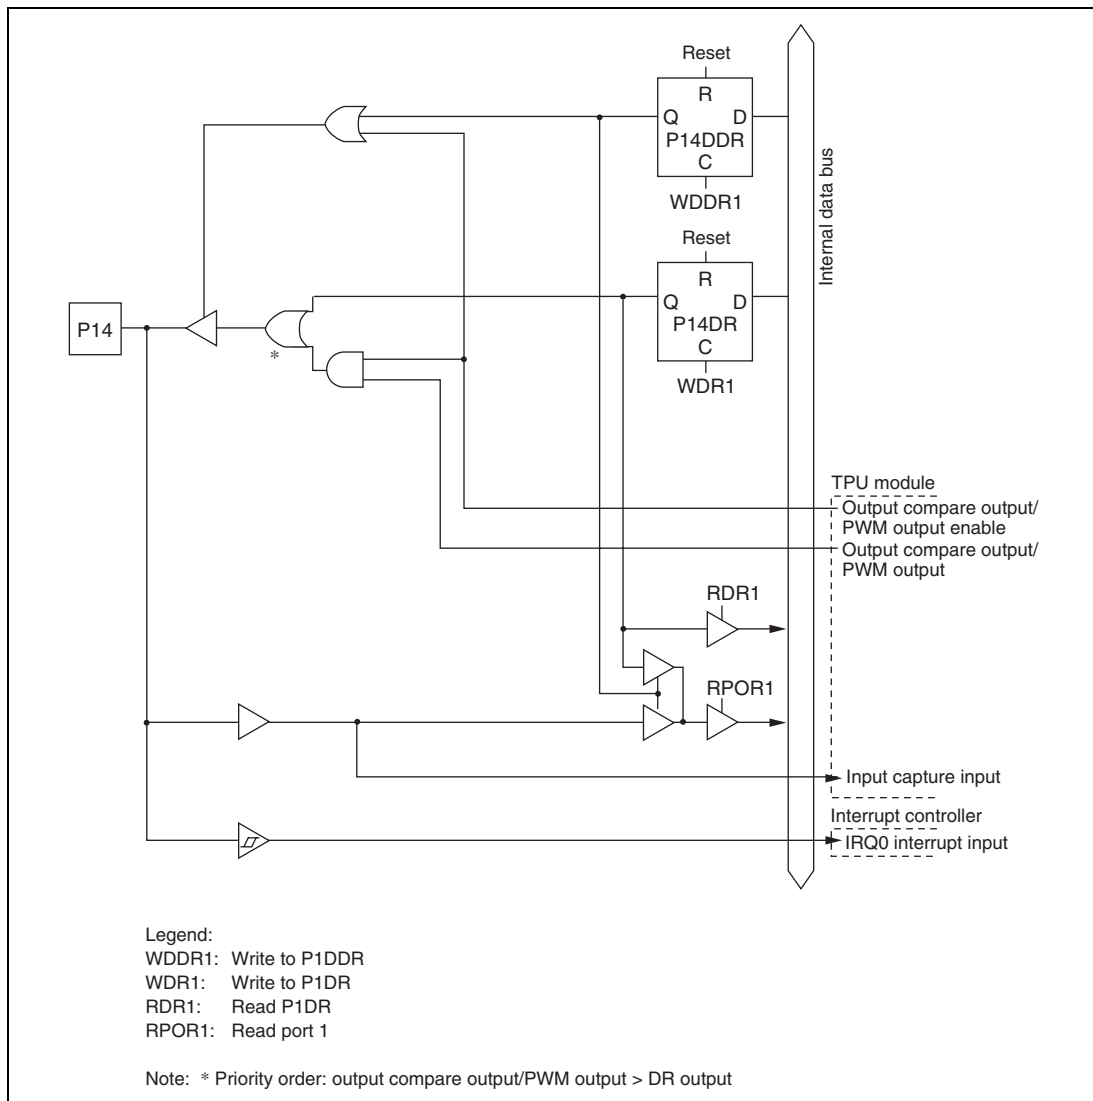 Reset
R
Q D
P14DDR
C
WDDR1
Internal data bus
Reset
R
Q D
P14DR
C
WDR1
P14
*
TPU module
Output compare output/
PWM output enable
Output compare output/
PWM output
RDR1
RPOR1
Input capture input
Interrupt controller
IRQ0 interrupt input
Legend:
WDDR1: Write to P1DDR
WDR1: Write to P1DR
RDR1: Read P1DR
RPOR1: Read port 1
Note: * Priority order: output compare output/PWM output > DR output